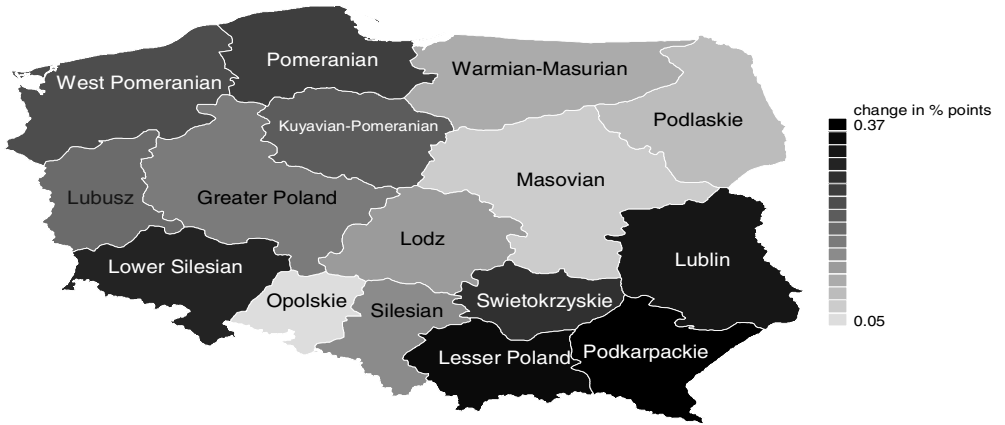 Pomeranian
Warmian-Masurian
West Pomeranian
change in % points
0.37
Podlaskie
Kuyavian-Pomeranian
Masovian
Lubusz
Greater Poland
Lodz
Lublin
Lower Silesian
Opolskie
Swietokrzyskie
Silesian
0.05
Lesser Poland
Podkarpackie